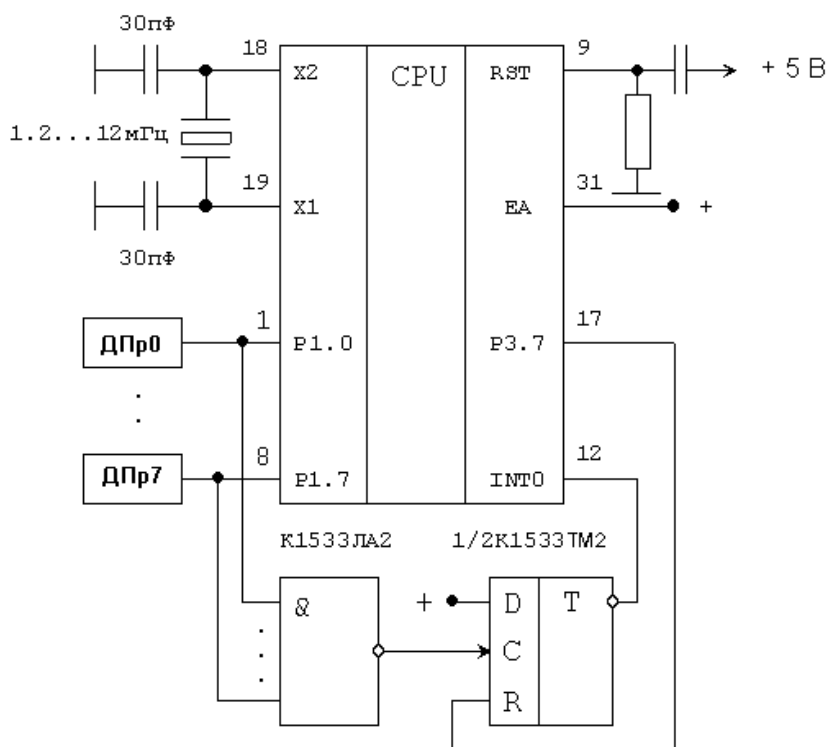 30пФ
18
9
X2
CPU
RST
+ 5 В
1.2...12мГц
19
31
X1
EA
+
30пФ
1
17
ДПр0
P1.0
P3.7
8
12
ДПр7
P1.7
INT0
К1533ЛА2
1/2К1533ТМ2
&
+
D
T
C
R